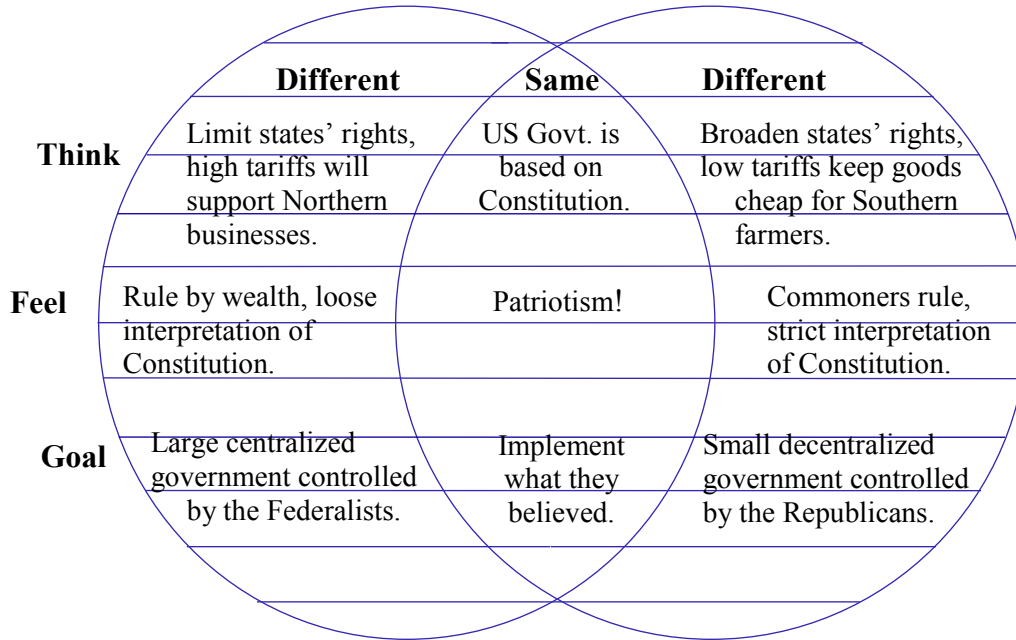 Different Same Different
Think
Limit states’ rights,
high tariffs will
support Northern
businesses.
US Govt. is
based on
Constitution.
Broaden states’ rights,
low tariffs keep goods
cheap for Southern
farmers.
Feel
Rule by wealth, loose
interpretation of
Constitution.
Patriotism!
Commoners rule,
strict interpretation
of Constitution.
Goal
Large centralized
government controlled
by the Federalists.
Implement
what they
believed.
Small decentralized
government controlled
by the Republicans.